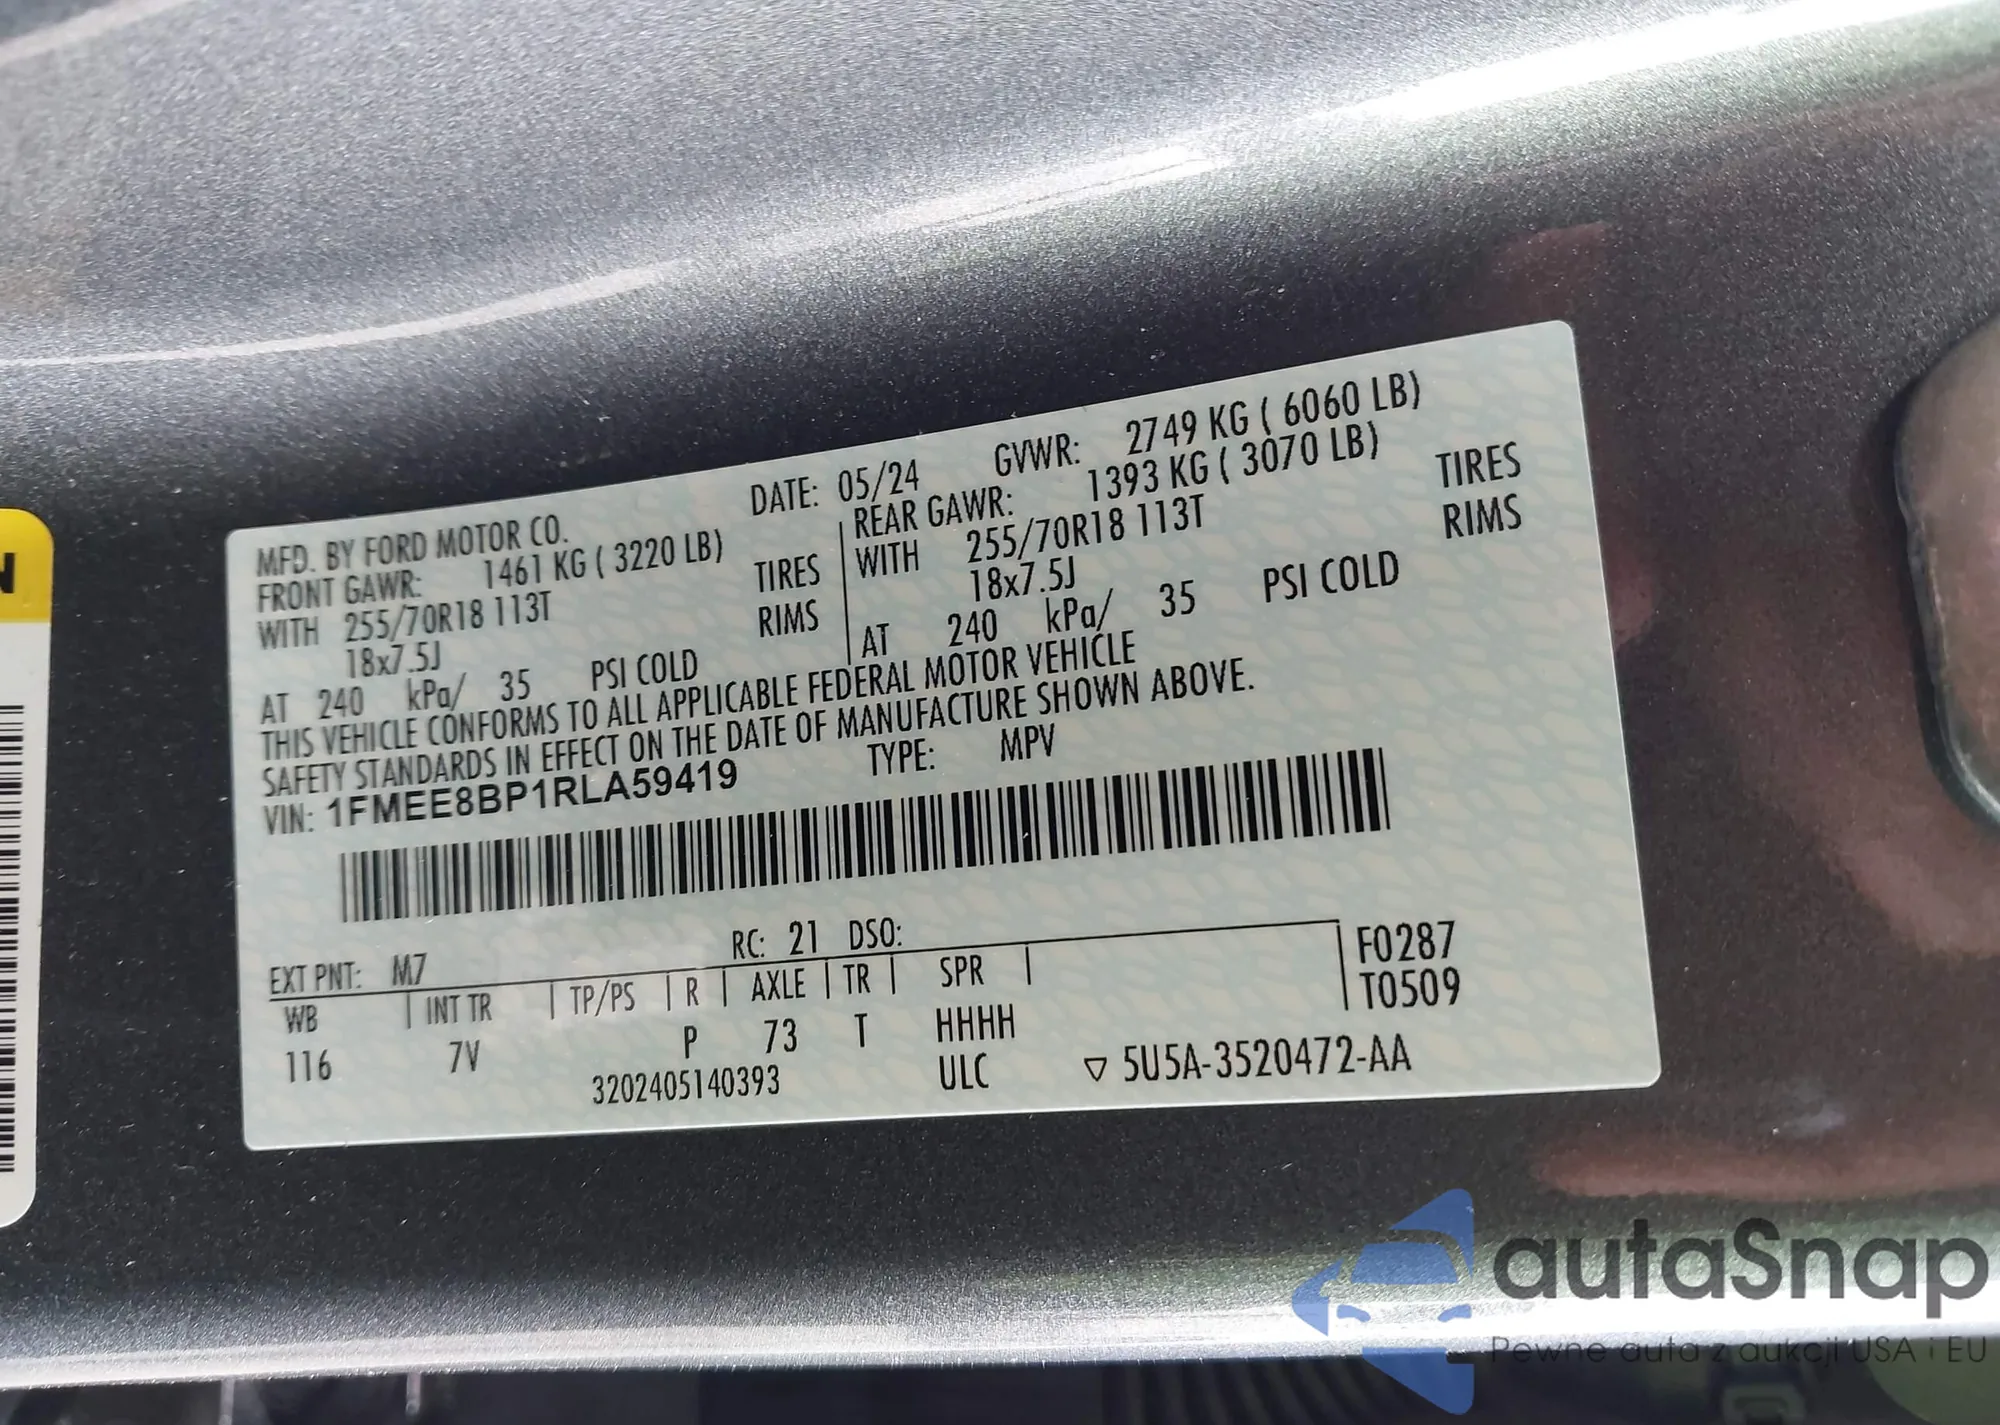 N
MFD. BY FORD MOTOR CO. DATE: 05/24 GVWR: 2749 KG ( 6060 LB)
FRONT GAWR: 1461 KG ( 3220 LB) REAR GAWR: 1393 KG ( 3070 LB)
WITH 255/70R18 113T TIRES WITH 255/70R18 113T TIRES
18x7.5J RIMS 18x7.5J RIMS
AT 240 kPa/ 35 PSI COLD AT 240 kPa/ 35 PSI COLD
THIS VEHICLE CONFORMS TO ALL APPLICABLE FEDERAL MOTOR VEHICLE
SAFETY STANDARDS IN EFFECT ON THE DATE OF MANUFACTURE SHOWN ABOVE.
VIN: 1FMEE8BP1RLA59419 TYPE: MPV
EXT PNT: M7 RC: 21 DSO: F0287
WB INT TR TP/PS R AXLE TR SPR T0509
116 7V P 73 T HHHH
3202405140393 ULC ▽ 5U5A-3520472-AA
autaSnap
Pewne auta z aukcji USA i EU